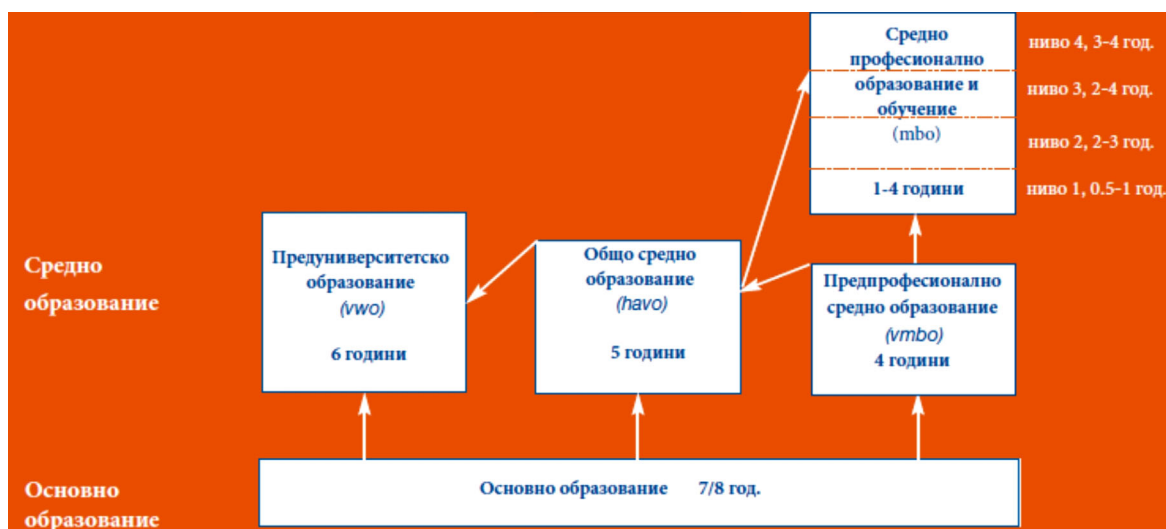 Средно
професионално
образование и
обучение
(mbo)
1-4 години
ниво 4, 3-4 год.
ниво 3, 2-4 год.
ниво 2, 2-3 год.
ниво 1, 0.5-1 год.
Средно
образование
Предуниверситетско
образование
(vwo)
6 години
Общо средно
образование
(havo)
5 години
Предпрофесионално
средно образование
(vmbo)
4 години
Основно
образование
Основно образование 7/8 год.